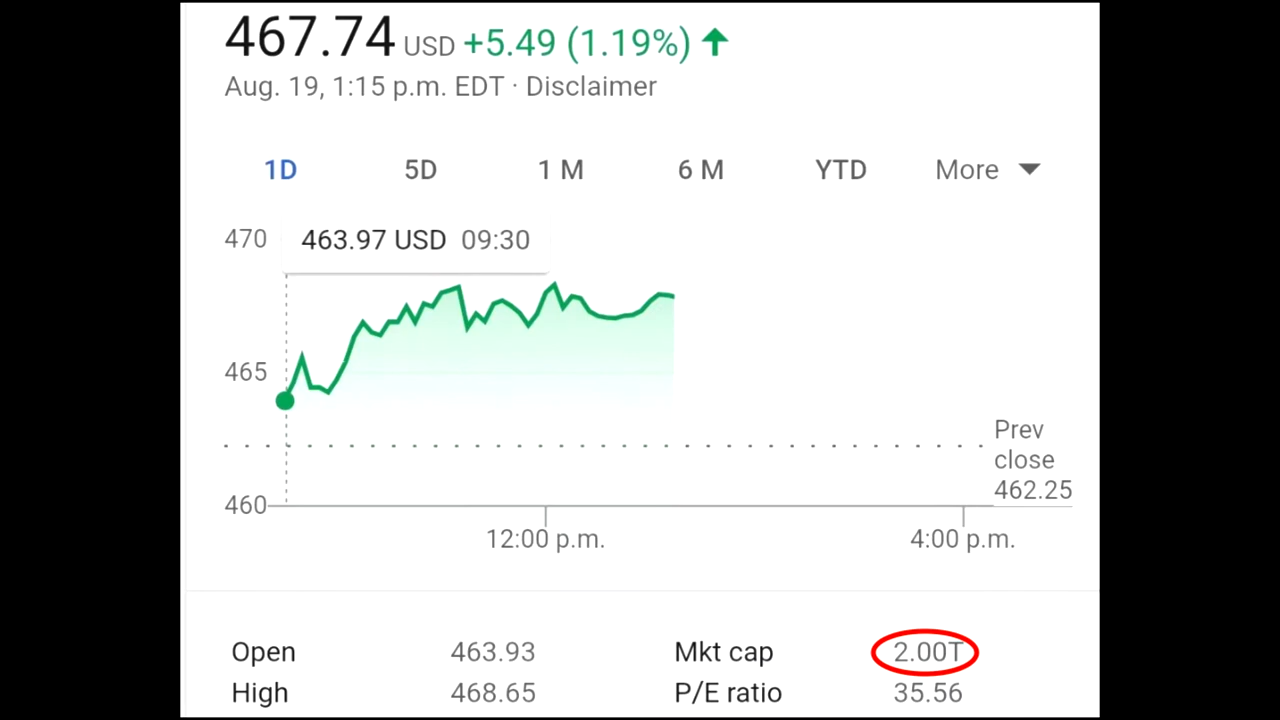 467.74 USD +5.49 (1.19%)
Aug. 19, 1:15 p.m. EDT · Disclaimer
1D 5D 1 M 6 M YTD More
470 463.97 USD 09:30
465
Prev
close
460 462.25
12:00 p.m. 4:00 p.m.
Open 463.93 Mkt cap 2.00T
High 468.65 P/E ratio 35.56